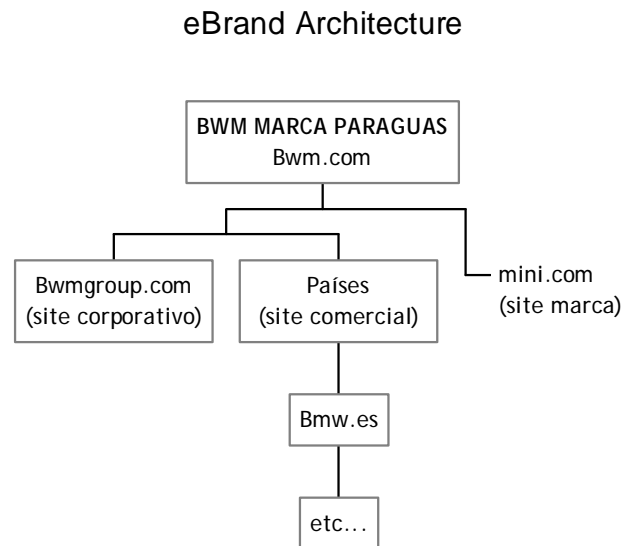 eBrand Architecture
BWM MARCA PARAGUAS
Bwm.com
Bwmgroup.com
(site corporativo)
Países
(site comercial)
mini.com
(site marca)
Bmw.es
etc...